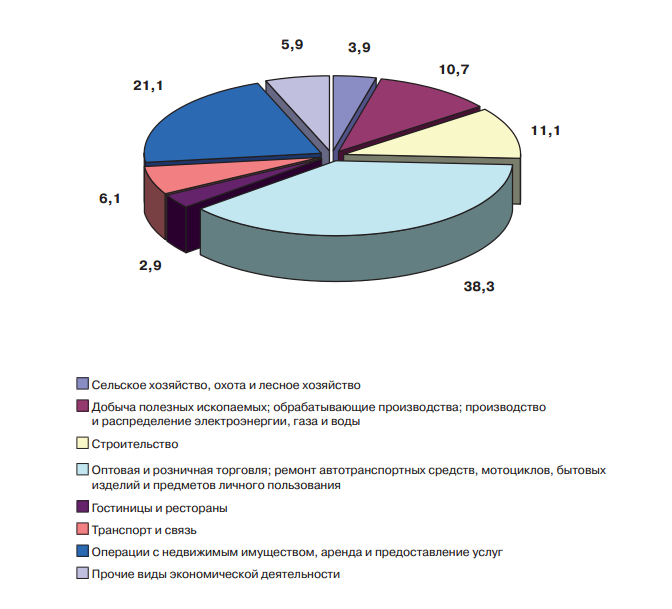 5,9
3,9
10,7
21,1
11,1
6,1
2,9
38,3
Сельское хозяйство, охота и лесное хозяйство
Добыча полезных ископаемых; обрабатывающие производства; производство
и распределение электроэнергии, газа и воды
Строительство
Оптовая и розничная торговля; ремонт автотранспортных средств, мотоциклов, бытовых
изделий и предметов личного пользования
Гостиницы и рестораны
Транспорт и связь
Операции с недвижимым имуществом, аренда и предоставление услуг
Прочие виды экономической деятельности